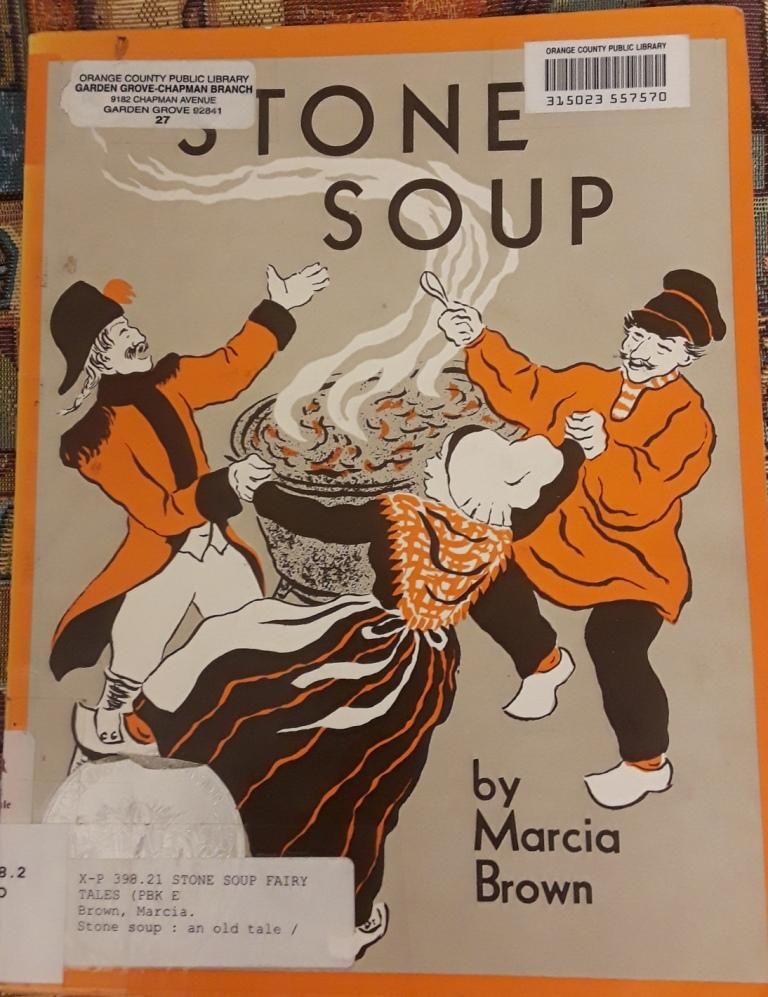 ORANGE COUNTY PUBLIC LIBRARY
GARDEN GROVE-CHAPMAN BRANCH
9182 CHAPMAN AVENUE
GARDEN GROVE 92841
27
ORANGE COUNTY PUBLIC LIBRARY
315023 557570
STONE
SOUP
by
Marcia
Brown
8.2
X-P 398.21 STONE SOUP FAIRY
TALES (PBK E
Brown, Marcia.
Stone soup : an old tale /